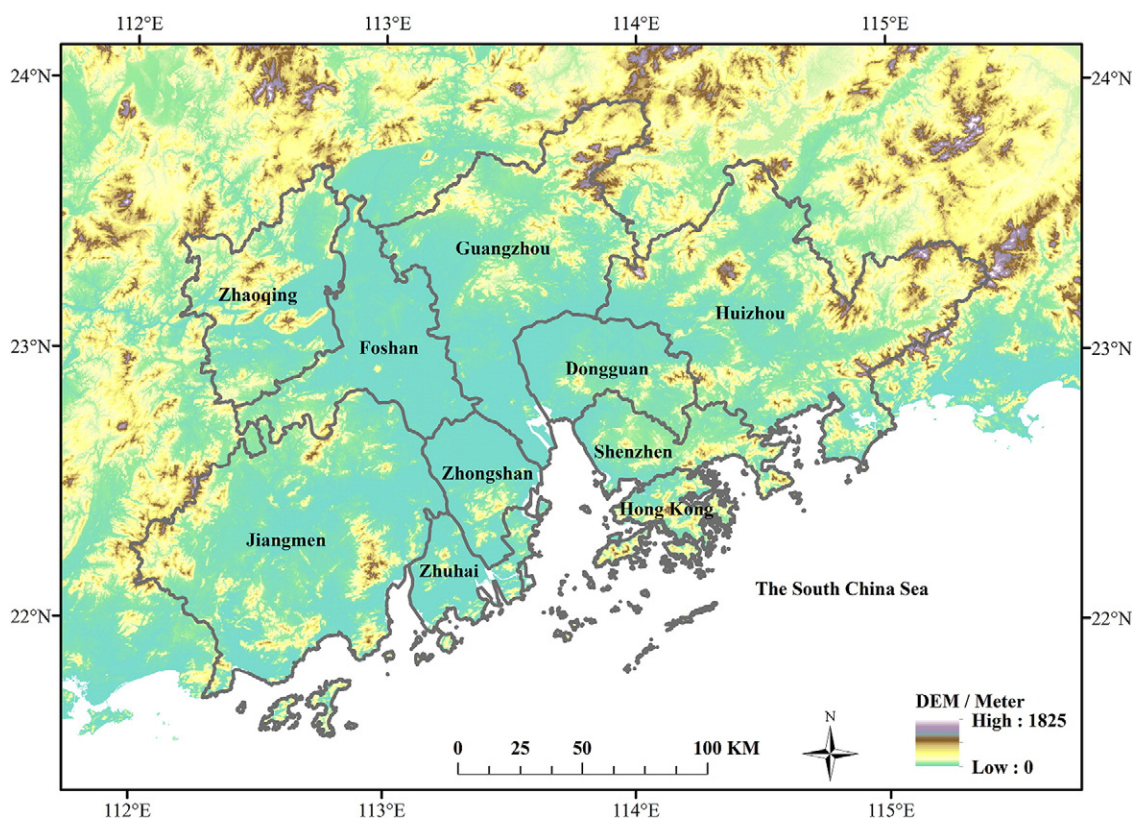 112°E 113°E 114°E 115°E
24°N 24°N
Guangzhou
Zhaoqing
Huizhou
23°N Foshan 23°N
Dongguan
Shenzhen
Zhongshan
Hong Kong
Jiangmen
Zhuhai
The South China Sea
22°N 22°N
DEM / Meter
High : 1825
Low : 0
N
0 25 50 100 KM
112°E 113°E 114°E 115°E